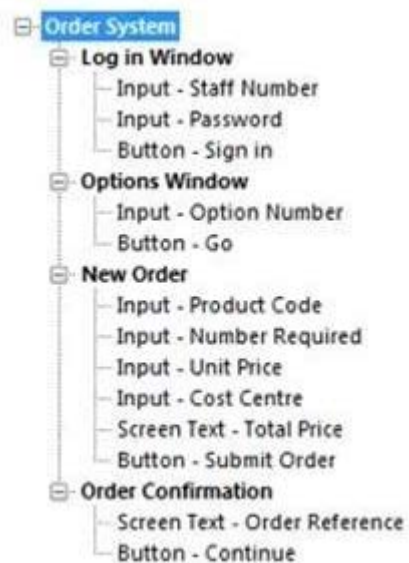 Order System
Log in Window
Input - Staff Number
Input - Password
Button - Sign in
Options Window
Input - Option Number
Button - Go
New Order
Input - Product Code
Input - Number Required
Input - Unit Price
Input - Cost Centre
Screen Text - Total Price
Button - Submit Order
Order Confirmation
Screen Text - Order Reference
Button - Continue